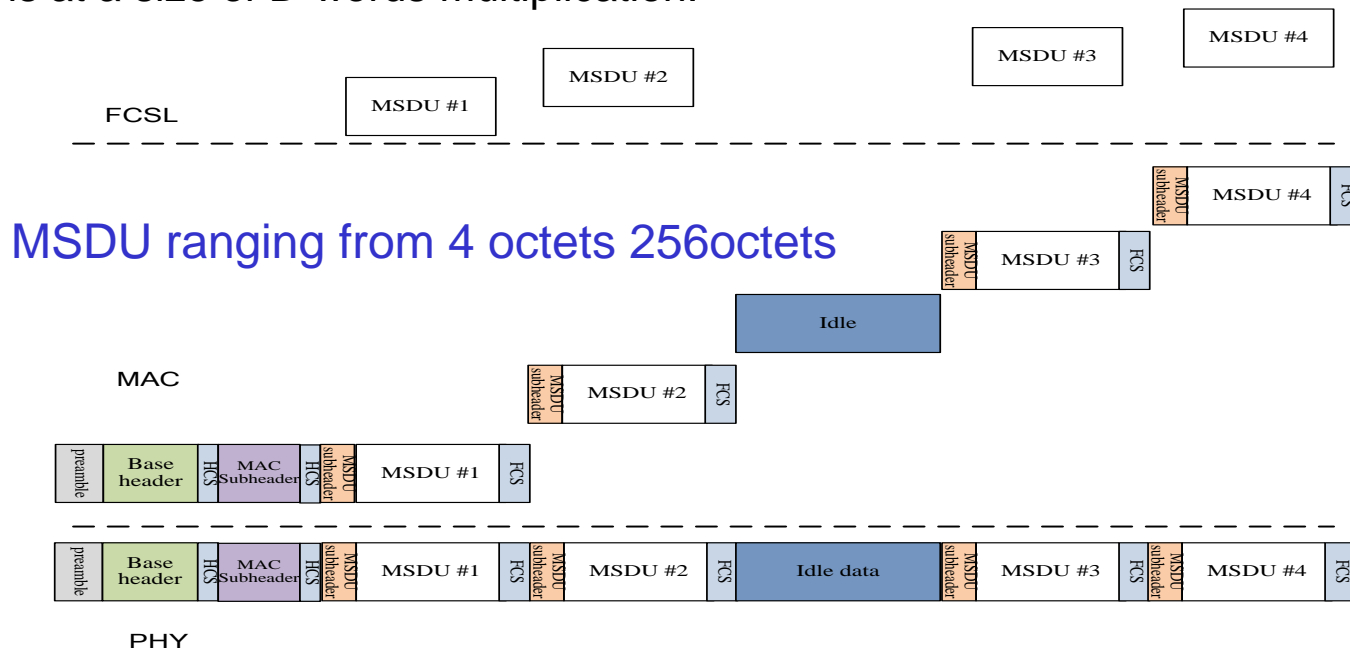 MSDU #4
MSDU #3
MSDU #2
MSDU #1
FCSL
MSDU subheader MSDU #4 FCS
MSDU ranging from 4 octets 256octets
MSDU subheader MSDU #3 FCS
Idle
MAC
MSDU subheader MSDU #2 FCS
preamble Base header HCS MAC Subheader HCS MSDU subheader MSDU #1 FCS
preamble Base header HCS MAC Subheader HCS MSDU subheader MSDU #1 FCS MSDU subheader MSDU #2 FCS Idle data MSDU subheader MSDU #3 FCS MSDU subheader MSDU #4 FCS
PHY